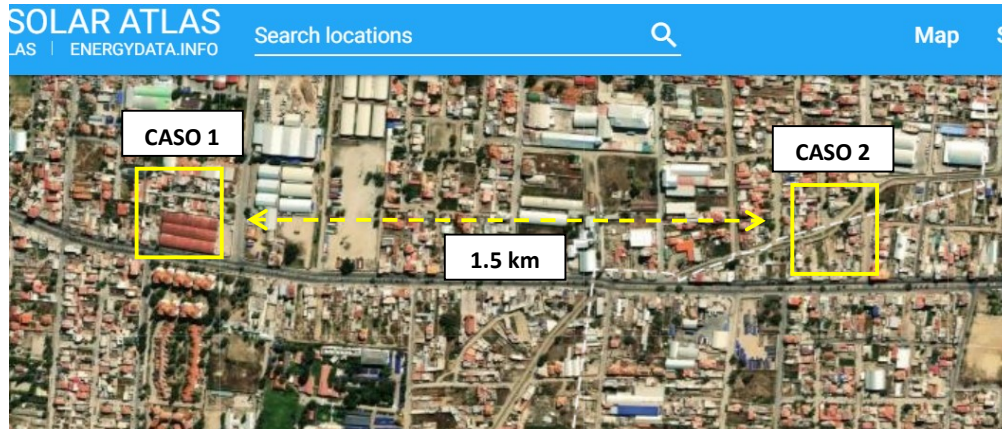 SOLAR ATLAS
LAS | ENERGYDATA.INFO
Search locations
Map
S
CASO 1
CASO 2
1.5 km